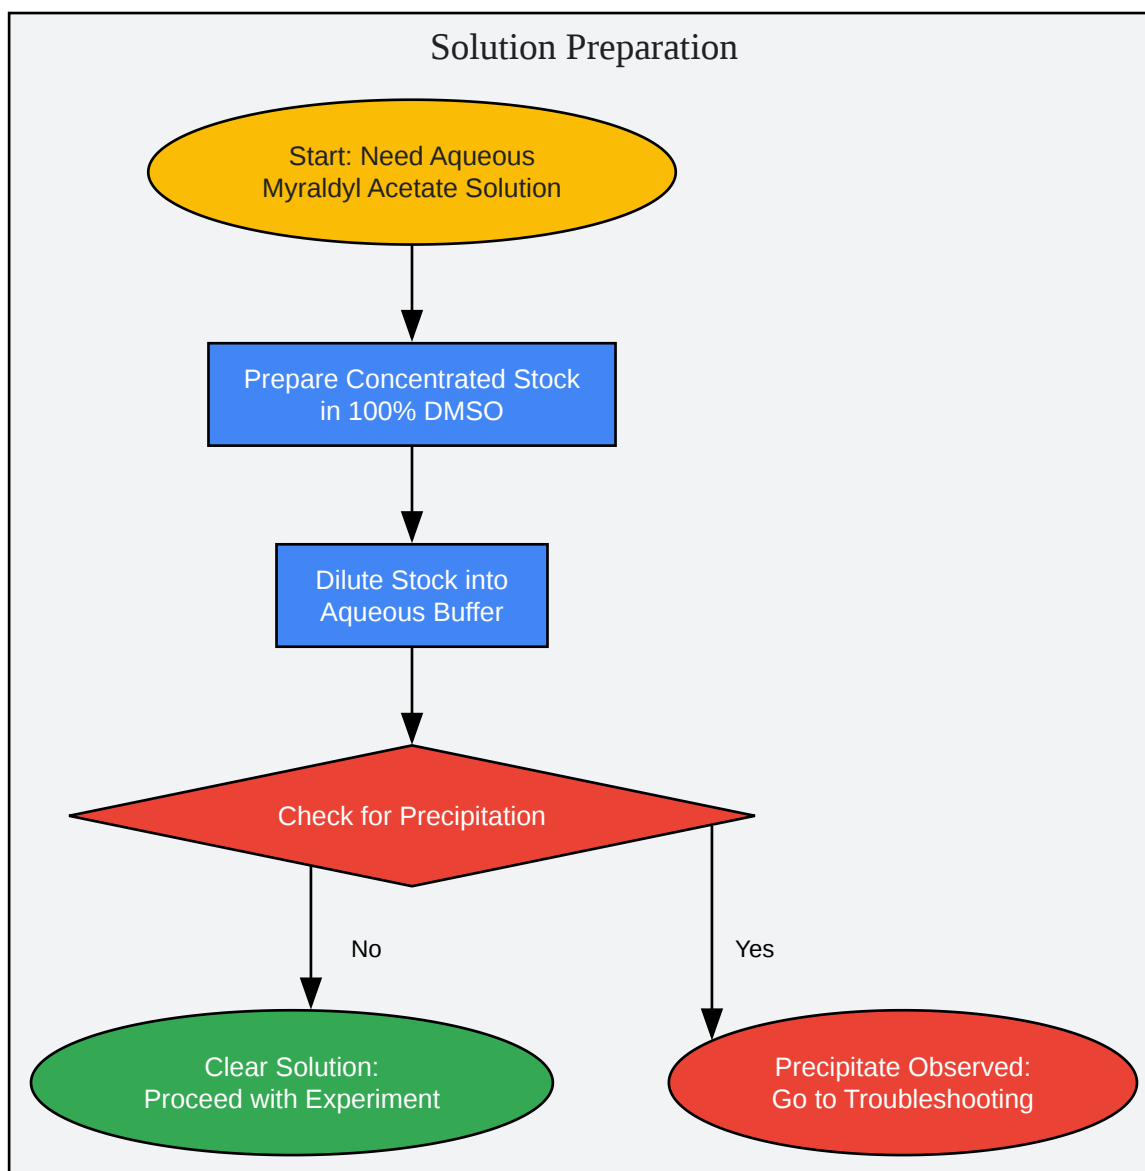 Solution Preparation
Start: Need Aqueous
Myraldyl Acetate Solution
Prepare Concentrated Stock
in 100% DMSO
Dilute Stock into
Aqueous Buffer
Check for Precipitation
No
Yes
Clear Solution:
Proceed with Experiment
Precipitate Observed:
Go to Troubleshooting